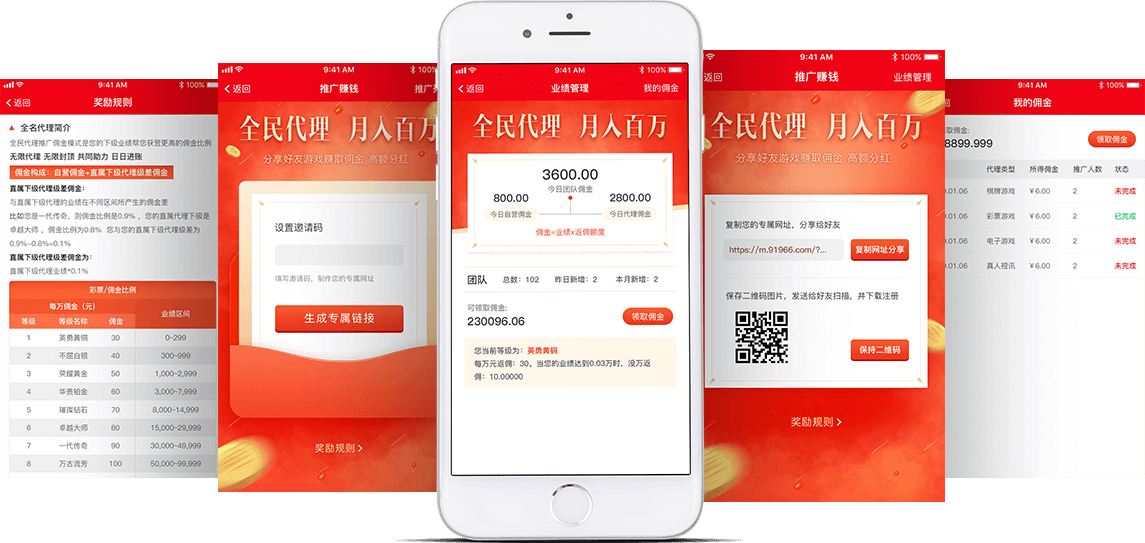 9:41 AM
100%
返回
奖励规则
全名代理简介
全民代理推广佣金模式是您的下级业绩帮您获营更高的佣金比例
无限代理 无限封顶 共同助力 日日进账
佣金构成：自营佣金+直属下级代理级差佣金
直属下级代理级差佣金：
与直属下级代理的业绩在不同区间所产生的佣金差
比如您是一代传奇，则佣金比例是0.9% ，您的直属代理下级是
卓越大师 ，佣金比例为0.8% 您与您的直属下级代理级差为
0.9%-0.8%=0.1%
直属下级代理级差佣金为：
直属下级代理业绩*0.1%
彩票/佣金比例
每万佣金（元） 业绩区间
等级 等级名称 佣金
1 英勇黄铜 30 0-299
2 不屈白银 40 300-999
3 荣耀黄金 50 1,000-2,999
4 华贵铂金 60 3,000-7,999
5 璀璨钻石 70 8,000-14,999
6 卓越大师 80 15,000-29,999
7 一代传奇 90 30,000-49,999
8 万古流芳 100 50,000-99,999
9:41 AM
100%
返回
推广赚钱
推广
全民代理 月入百万
分享好友游戏赚取佣金 高额分红
设置邀请码
填写邀请码，制作您的专属网址
生成专属链接
奖励规则
9:41 AM
100%
返回
业绩管理
我的佣金
全民代理 月入百万
3600.00
今日团队佣金
800.00
今日自营佣金
2800.00
今日代理佣金
佣金=业绩×返佣额度
团队 总数：102 昨日新增：2 本月新增：2
可领取佣金:
230096.06
领取佣金
您当前等级为：英勇黄铜
每万元返佣：30。当您的业绩达到0.03万时，没万返
佣：10.00000
9:41 AM
100%
返回
推广赚钱
业绩管理
全民代理 月入百万
分享好友游戏赚取佣金 高额分红
复制您的专属网址，分享给好友
https://m.91966.com/?...
复制网址分享
保存二维码图片，发送给好友扫描，并下载注册
保持二维码
奖励规则
9:41 AM
100%
回
我的佣金
取佣金:
8899.999
领取佣金
代理类型 所得佣金 推广人数 状态
.01.06 棋牌游戏 ￥6.00 2 未完成
.01.06 彩票游戏 ￥6.00 2 已完成
.01.06 电子游戏 ￥6.00 2 未完成
.01.06 真人视讯 ￥6.00 2 未完成